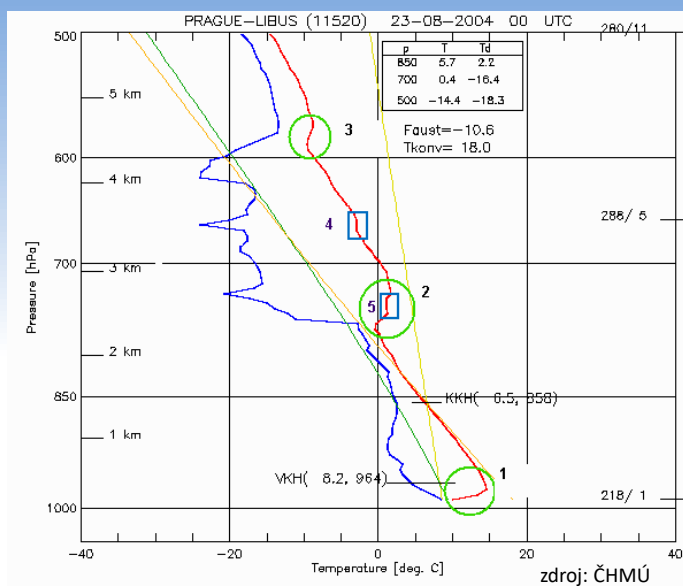 PRAGUE-LIBUS (11520) 23-08-2004 00 UTC
500
280/11
p T Td
850 5.7 2.2
700 0.4 -16.4
500 -14.4 -18.3
5 km
3
Faust=-10.6
Tkonv= 18.0
600
4 km
4
288/ 5
700
3 km
5
2
Pressure [hPa]
2 km
850
KKH( 6.5, 858)
1 km
VKH( 8.2, 964)
1
1000
218/ 1
-40 -20 0 20 40
Temperature [deg. C]
zdroj: ČHMÚ